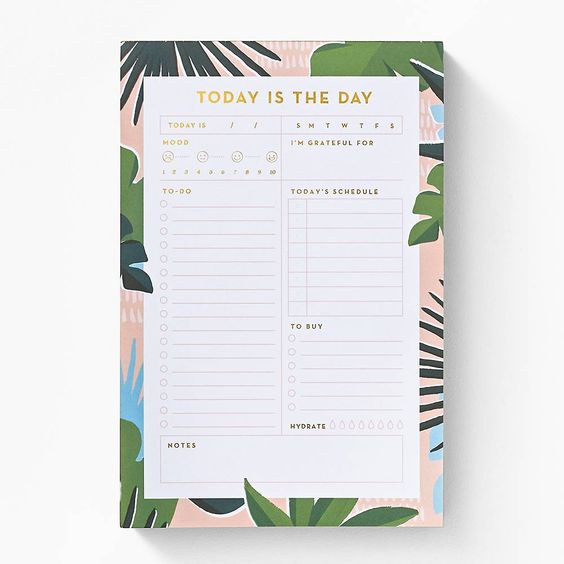 TODAY IS THE DAY
TODAY IS / / S M T W T F S
MOOD
1 2 3 4 5 6 7 8 9 10
I'M GRATEFUL FOR
TO-DO
TODAY'S SCHEDULE
TO BUY
HYDRATE
NOTES